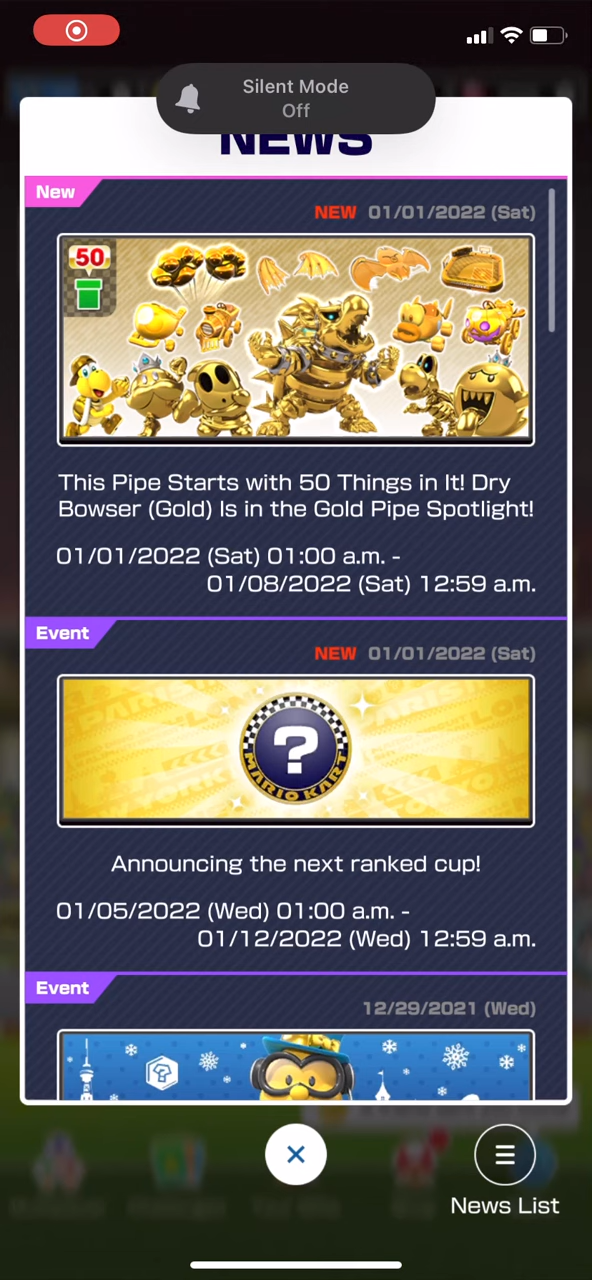 Silent Mode
Off
NEWS
New
NEW 01/01/2022 (Sat)
50
This Pipe Starts with 50 Things in It! Dry
Bowser (Gold) Is in the Gold Pipe Spotlight!
01/01/2022 (Sat) 01:00 a.m. -
01/08/2022 (Sat) 12:59 a.m.
Event
NEW 01/01/2022 (Sat)
?
MARIO KART
Announcing the next ranked cup!
01/05/2022 (Wed) 01:00 a.m. -
01/12/2022 (Wed) 12:59 a.m.
Event
12/29/2021 (Wed)
News List